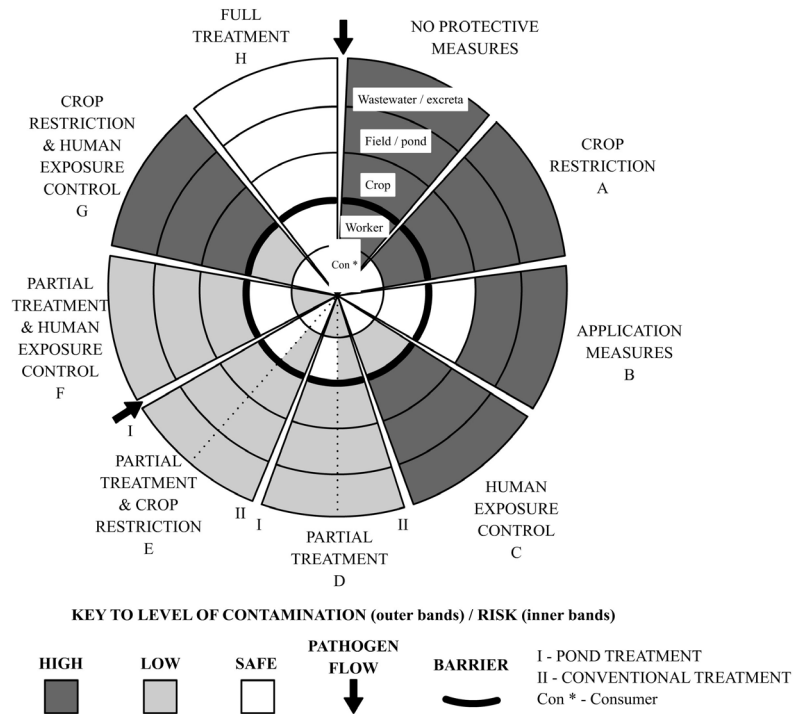 FULL
TREATMENT
H
NO PROTECTIVE
MEASURES
Wastewater / excreta
Field / pond
Crop
Worker
Con *
CROP
RESTRICTION
A
APPLICATION
MEASURES
B
HUMAN
EXPOSURE
CONTROL
C
II
PARTIAL
TREATMENT
D
I
II
PARTIAL
TREATMENT
& CROP
RESTRICTION
E
I
PARTIAL
TREATMENT
& HUMAN
EXPOSURE
CONTROL
F
CROP
RESTRICTION
& HUMAN
EXPOSURE
CONTROL
G
KEY TO LEVEL OF CONTAMINATION (outer bands) / RISK (inner bands)
HIGH
LOW
SAFE
PATHOGEN
FLOW
BARRIER
I - POND TREATMENT
II - CONVENTIONAL TREATMENT
Con * - Consumer